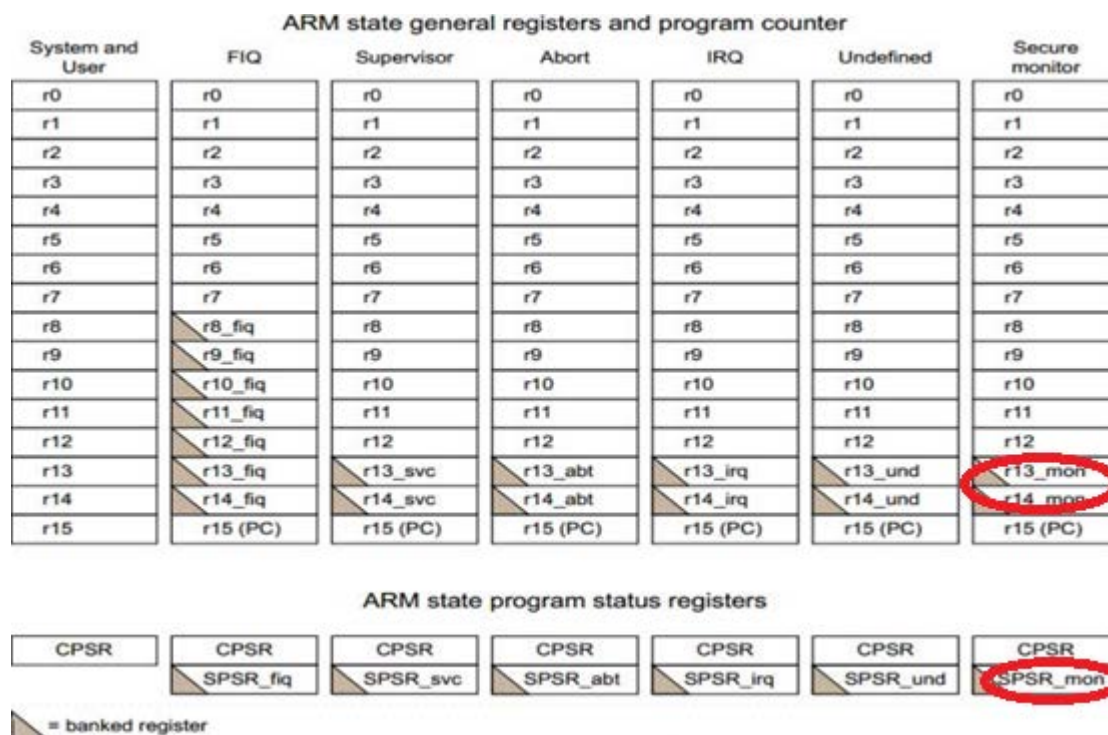 ARM state general registers and program counter
System and User FIQ Supervisor Abort IRQ Undefined Secure monitor
r0 r0 r0 r0 r0 r0 r0
r1 r1 r1 r1 r1 r1 r1
r2 r2 r2 r2 r2 r2 r2
r3 r3 r3 r3 r3 r3 r3
r4 r4 r4 r4 r4 r4 r4
r5 r5 r5 r5 r5 r5 r5
r6 r6 r6 r6 r6 r6 r6
r7 r7 r7 r7 r7 r7 r7
r8 r8_fiq r8 r8 r8 r8 r8
r9 r9_fiq r9 r9 r9 r9 r9
r10 r10_fiq r10 r10 r10 r10 r10
r11 r11_fiq r11 r11 r11 r11 r11
r12 r12_fiq r12 r12 r12 r12 r12
r13 r13_fiq r13_svc r13_abt r13_irq r13_und r13_mon
r14 r14_fiq r14_svc r14_abt r14_irq r14_und r14_mon
r15 r15 (PC) r15 (PC) r15 (PC) r15 (PC) r15 (PC) r15 (PC)
ARM state program status registers
CPSR CPSR CPSR CPSR CPSR CPSR CPSR
SPSR_fiq SPSR_svc SPSR_abt SPSR_irq SPSR_und SPSR_mon
= banked register